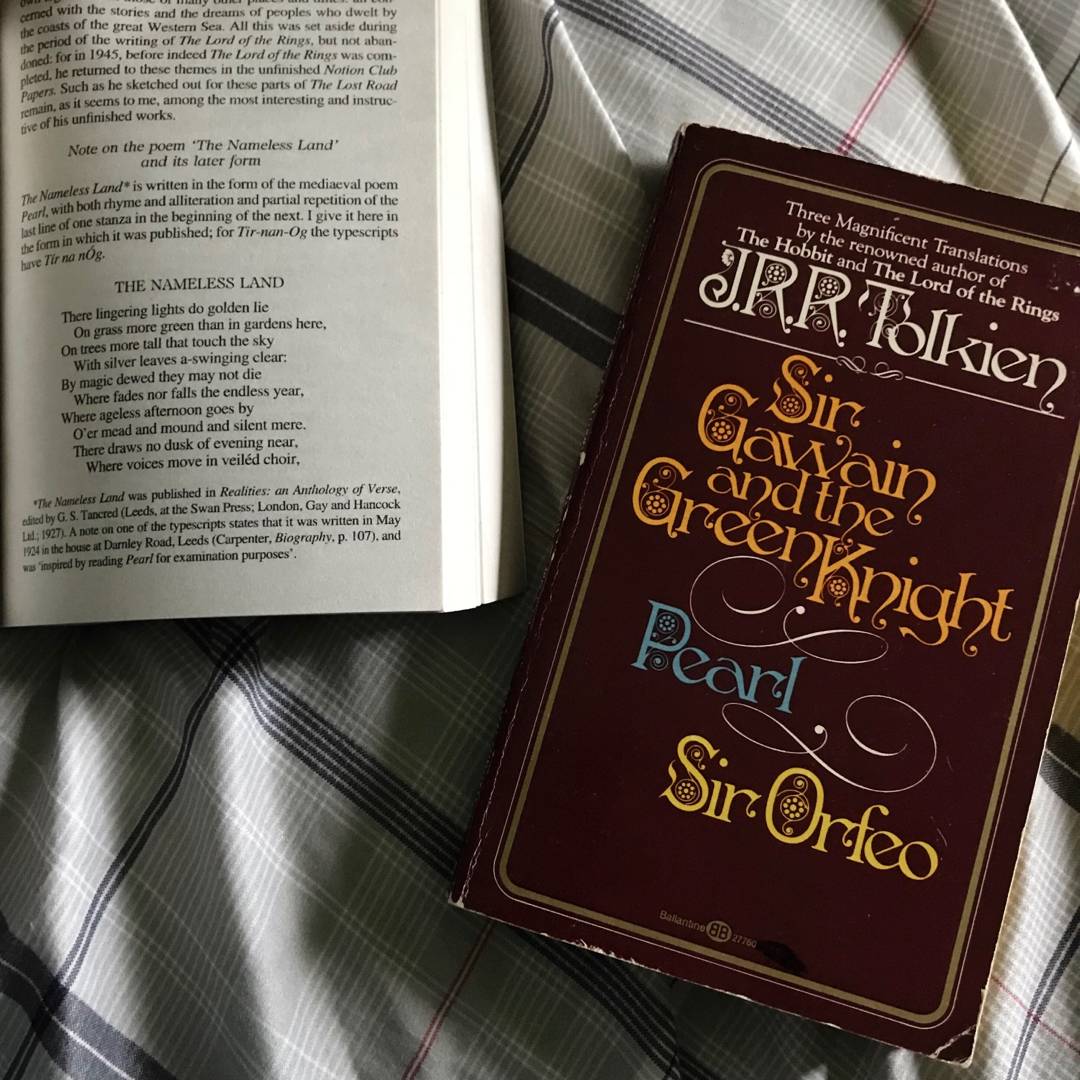 cerned with the stories and the dreams of peoples who dwelt by
the coasts of the great Western Sea. All this was set aside during
the period of the writing of The Lord of the Rings, but not aban-
doned: for in 1945, before indeed The Lord of the Rings was com-
pleted, he returned to these themes in the unfinished Notion Club
Papers. Such as he sketched out for these parts of The Lost Road
remain, as it seems to me, among the most interesting and instruc-
tive of his unfinished works.
Note on the poem ‘The Nameless Land’
and its later form
The Nameless Land* is written in the form of the mediaeval poem
Pearl, with both rhyme and alliteration and partial repetition of the
last line of one stanza in the beginning of the next. I give it here in
the form in which it was published; for Tir-nan-Og the typescripts
have Tír na nÓg.
THE NAMELESS LAND
There lingering lights do golden lie
On grass more green than in gardens here,
On trees more tall that touch the sky
With silver leaves a-swinging clear:
By magic dewed they may not die
Where fades nor falls the endless year,
Where ageless afternoon goes by
O'er mead and mound and silent mere.
There draws no dusk of evening near,
Where voices move in veiléd choir,
*The Nameless Land was published in Realities: an Anthology of Verse,
edited by G. S. Tancred (Leeds, at the Swan Press; London, Gay and Hancock
Ltd.; 1927). A note on one of the typescripts states that it was written in May
1924 in the house at Darnley Road, Leeds (Carpenter, Biography, p. 107), and
was ‘inspired by reading Pearl for examination purposes’.
Three Magnificent Translations
by the renowned author of
The Hobbit and The Lord of the Rings
J.R.R. Tolkien
Sir
Gawain
and the
Green Knight
Pearl
Sir Orfeo
Ballantine BB 27760